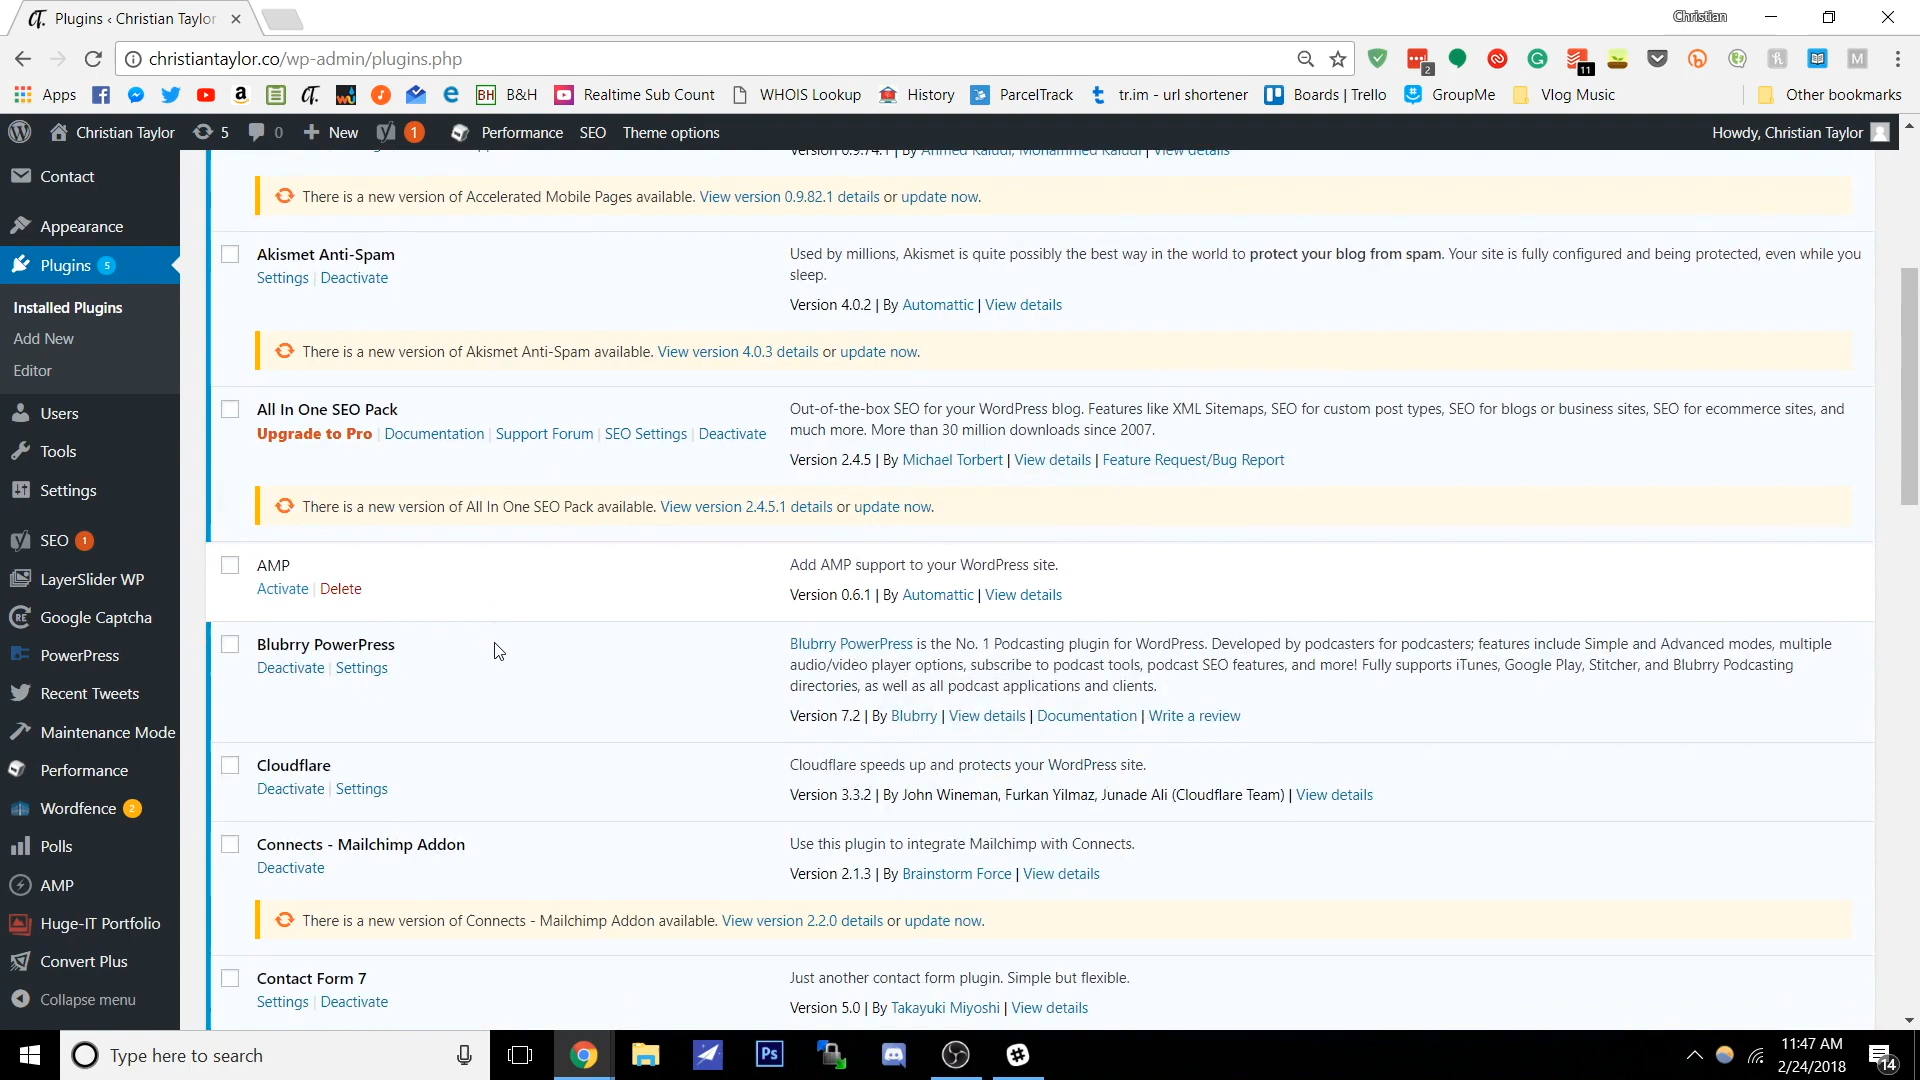 Plugins ‹ Christian Taylor
Christian
christiantaylor.co/wp-admin/plugins.php
2
11
Apps
B&H
Realtime Sub Count
WHOIS Lookup
History
ParcelTrack
tr.im - url shortener
Boards | Trello
GroupMe
Vlog Music
Other bookmarks
Christian Taylor
5
0
New
1
Performance
SEO
Theme options
Howdy, Christian Taylor
Contact
Appearance
Plugins 5
Installed Plugins
Add New
Editor
Users
Tools
Settings
SEO 1
LayerSlider WP
Google Captcha
PowerPress
Recent Tweets
Maintenance Mode
Performance
Wordfence 2
Polls
AMP
Huge-IT Portfolio
Convert Plus
Collapse menu
Version 0.9.74.1 | By Ahmed Kaludi, Mohammed Kaludi | View details
There is a new version of Accelerated Mobile Pages available. View version 0.9.82.1 details or update now.
Akismet Anti-Spam
Settings | Deactivate
Used by millions, Akismet is quite possibly the best way in the world to protect your blog from spam. Your site is fully configured and being protected, even while you
sleep.
Version 4.0.2 | By Automattic | View details
There is a new version of Akismet Anti-Spam available. View version 4.0.3 details or update now.
All In One SEO Pack
Upgrade to Pro | Documentation | Support Forum | SEO Settings | Deactivate
Out-of-the-box SEO for your WordPress blog. Features like XML Sitemaps, SEO for custom post types, SEO for blogs or business sites, SEO for ecommerce sites, and
much more. More than 30 million downloads since 2007.
Version 2.4.5 | By Michael Torbert | View details | Feature Request/Bug Report
There is a new version of All In One SEO Pack available. View version 2.4.5.1 details or update now.
AMP
Activate | Delete
Add AMP support to your WordPress site.
Version 0.6.1 | By Automattic | View details
Blubrry PowerPress
Deactivate | Settings
Blubrry PowerPress is the No. 1 Podcasting plugin for WordPress. Developed by podcasters for podcasters; features include Simple and Advanced modes, multiple
audio/video player options, subscribe to podcast tools, podcast SEO features, and more! Fully supports iTunes, Google Play, Stitcher, and Blubrry Podcasting
directories, as well as all podcast applications and clients.
Version 7.2 | By Blubrry | View details | Documentation | Write a review
Cloudflare
Deactivate | Settings
Cloudflare speeds up and protects your WordPress site.
Version 3.3.2 | By John Wineman, Furkan Yilmaz, Junade Ali (Cloudflare Team) | View details
Connects - Mailchimp Addon
Deactivate
Use this plugin to integrate Mailchimp with Connects.
Version 2.1.3 | By Brainstorm Force | View details
There is a new version of Connects - Mailchimp Addon available. View version 2.2.0 details or update now.
Contact Form 7
Settings | Deactivate
Just another contact form plugin. Simple but flexible.
Version 5.0 | By Takayuki Miyoshi | View details
Type here to search
Ps
11:47 AM
2/24/2018
14